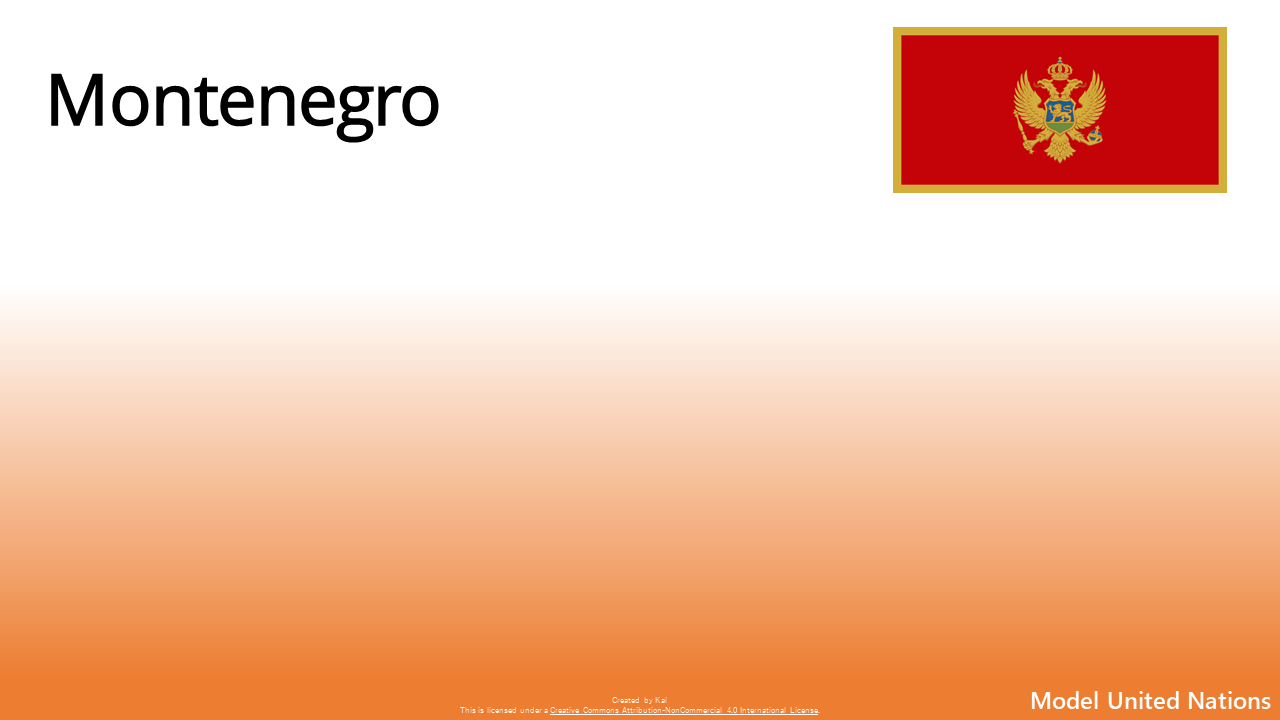 Montenegro
Created by Kai
This is licensed under a Creative Commons Attribution-NonCommercial 4.0 International License.
Model United Nations